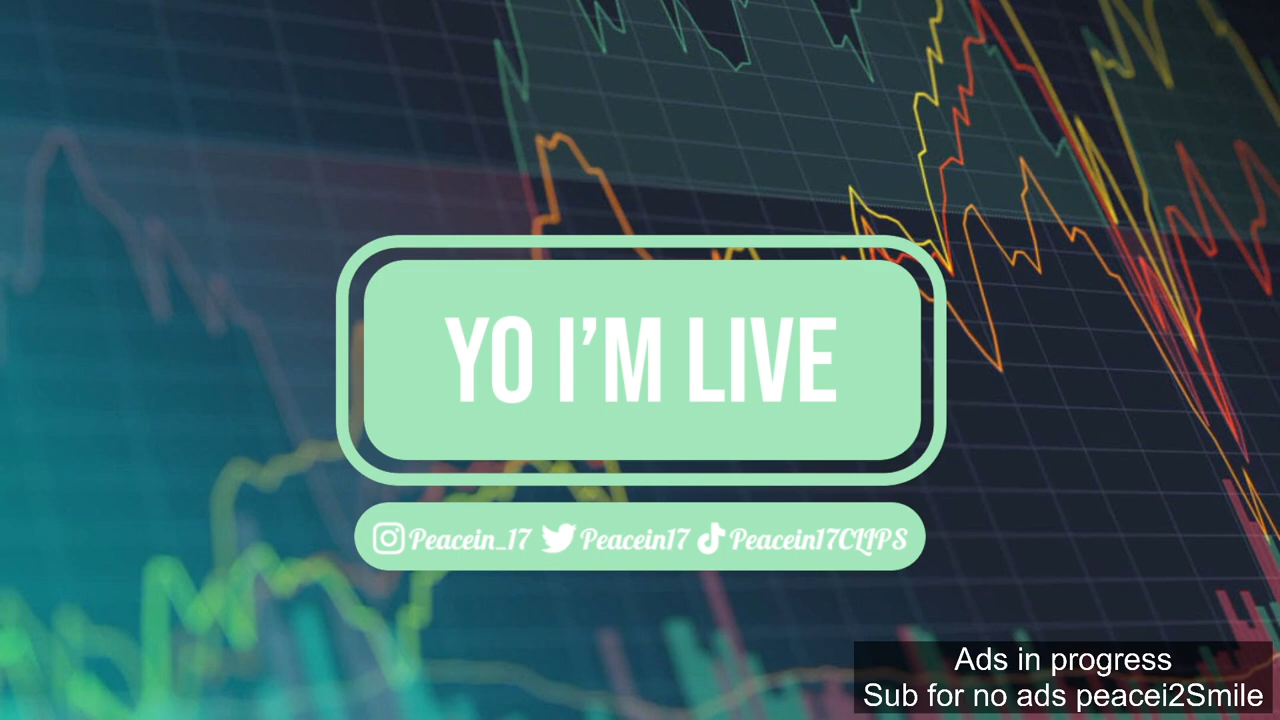 YO I’M LIVE
Peacein_17 Peacein17 Peacein17CLIPS
Ads in progress
Sub for no ads peacei2Smile